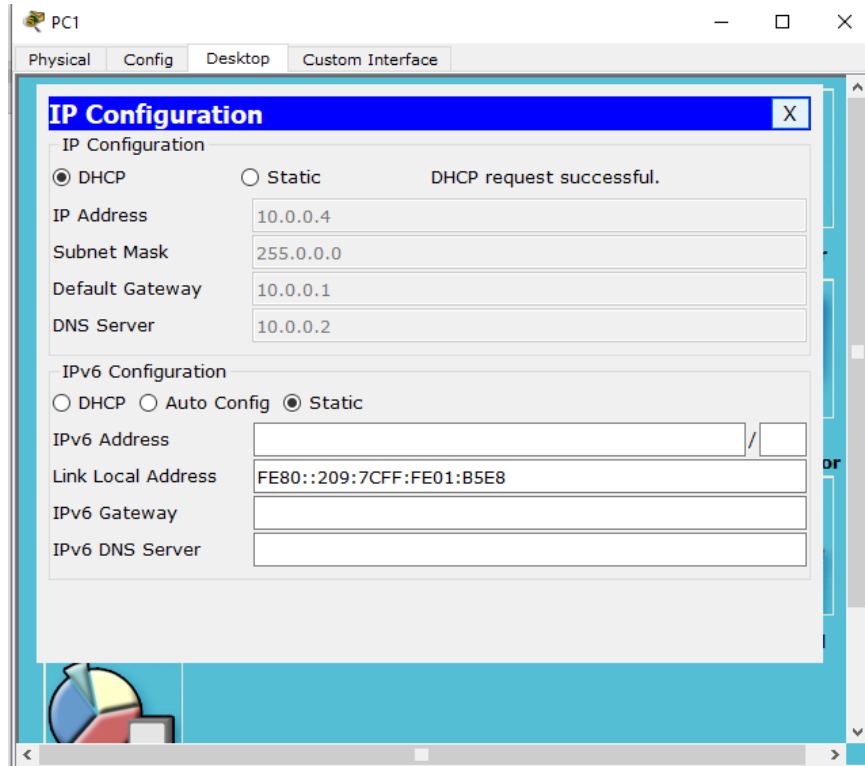 PC1
Physical Config Desktop Custom Interface
IP Configuration X
IP Configuration
DHCP Static DHCP request successful.
IP Address 10.0.0.4
Subnet Mask 255.0.0.0
Default Gateway 10.0.0.1
DNS Server 10.0.0.2
IPv6 Configuration
DHCP Auto Config Static
IPv6 Address /
Link Local Address FE80::209:7CFF:FE01:B5E8
IPv6 Gateway
IPv6 DNS Server